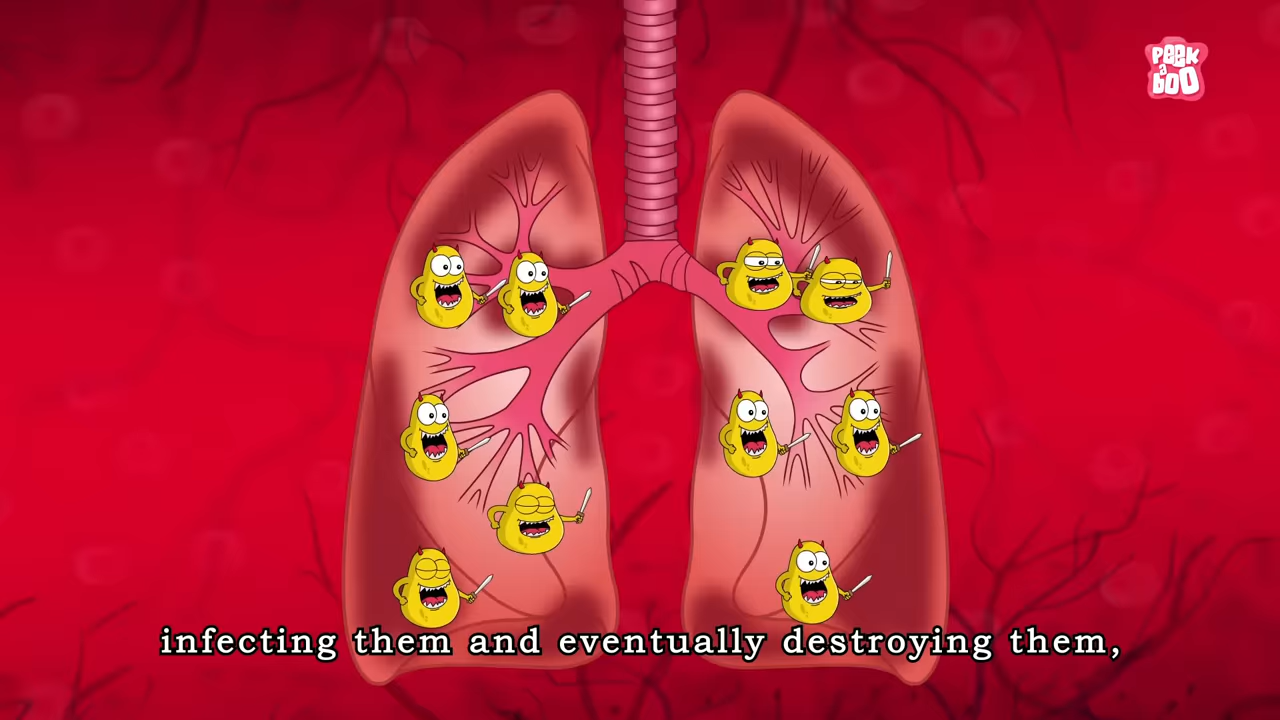 PEEK
a
BOO
infecting them and eventually destroying them,